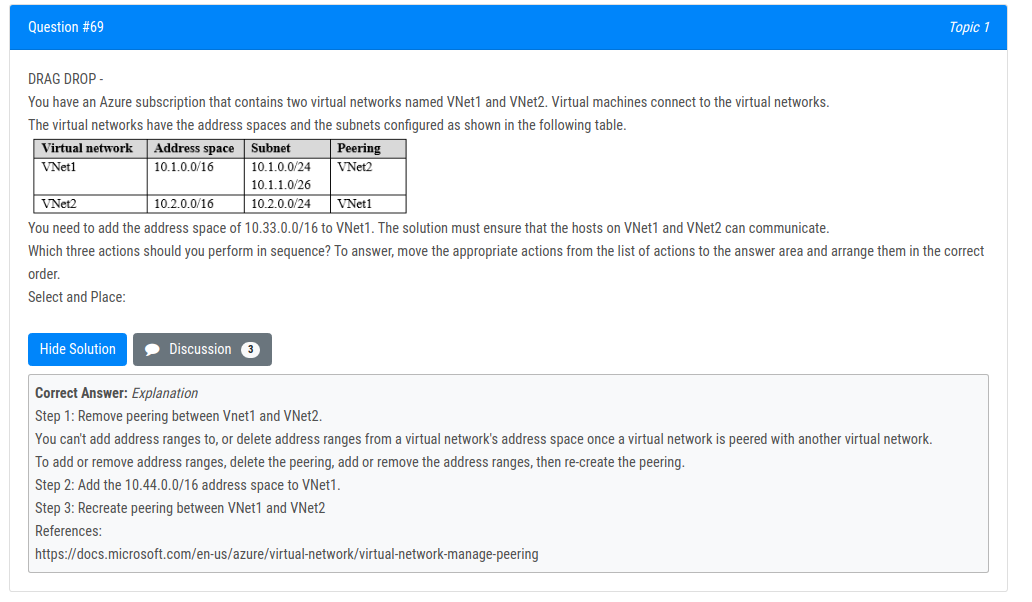 Question #69 Topic 1
DRAG DROP -
You have an Azure subscription that contains two virtual networks named VNet1 and VNet2. Virtual machines connect to the virtual networks.
The virtual networks have the address spaces and the subnets configured as shown in the following table.
Virtual network Address space Subnet Peering
VNet1 10.1.0.0/16 10.1.0.0/24 VNet2
10.1.1.0/26
VNet2 10.2.0.0/16 10.2.0.0/24 VNet1
You need to add the address space of 10.33.0.0/16 to VNet1. The solution must ensure that the hosts on VNet1 and VNet2 can communicate.
Which three actions should you perform in sequence? To answer, move the appropriate actions from the list of actions to the answer area and arrange them in the correct
order.
Select and Place:
Hide Solution Discussion 3
Correct Answer: Explanation
Step 1: Remove peering between Vnet1 and VNet2.
You can't add address ranges to, or delete address ranges from a virtual network's address space once a virtual network is peered with another virtual network.
To add or remove address ranges, delete the peering, add or remove the address ranges, then re-create the peering.
Step 2: Add the 10.44.0.0/16 address space to VNet1.
Step 3: Recreate peering between VNet1 and VNet2
References:
https://docs.microsoft.com/en-us/azure/virtual-network/virtual-network-manage-peering